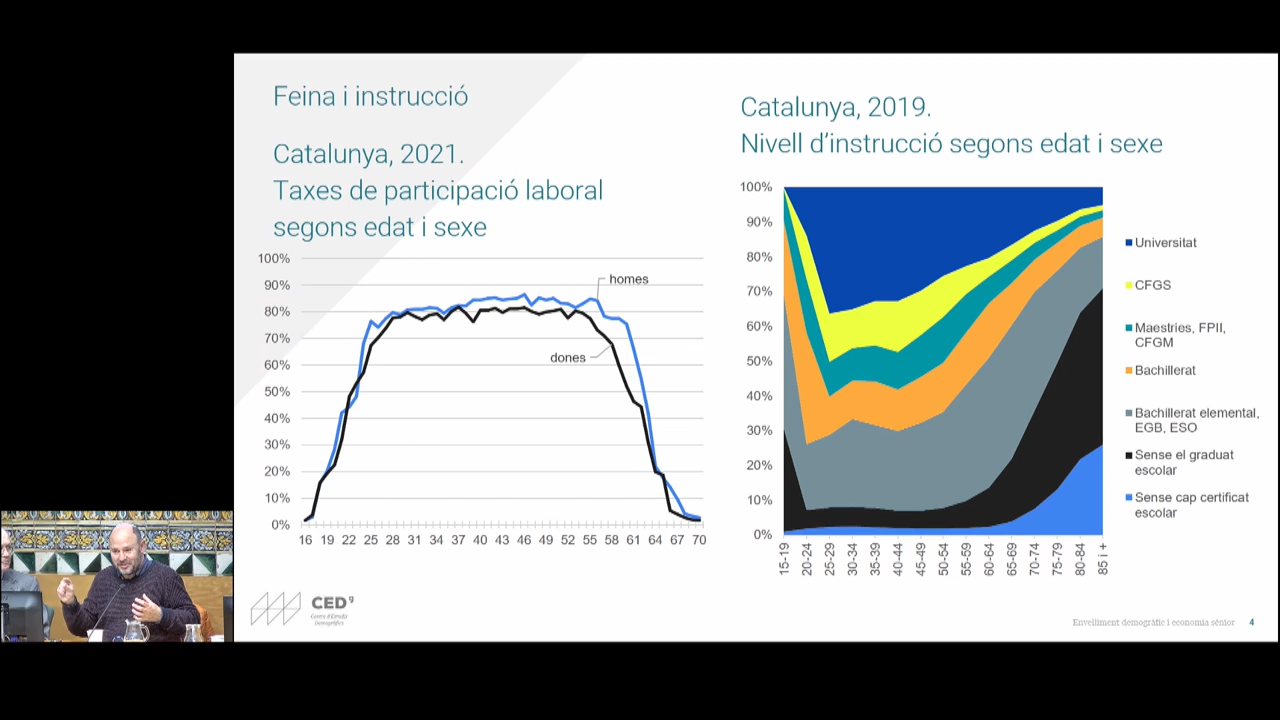 Feina i instrucció
Catalunya, 2021.
Taxes de participació laboral
segons edat i sexe
100%
90%
80%
70%
60%
50%
40%
30%
20%
10%
0%
homes
dones
16 19 22 25 28 31 34 37 40 43 46 49 52 55 58 61 64 67 70
Catalunya, 2019.
Nivell d'instrucció segons edat i sexe
100%
90%
80%
70%
60%
50%
40%
30%
20%
10%
0%
15-19 20-24 25-29 30-34 35-39 40-44 45-49 50-54 55-59 60-64 65-69 70-74 75-79 80-84 85 i +
Universitat
CFGS
Maestries, FPII,
CFGM
Bachillerat
Bachillerat elemental,
EGB, ESO
Sense el graduat
escolar
Sense cap certificat
escolar
CED
Centre d'Estudis
Demogràfics
Envelliment demogràfic i economia sènior 4